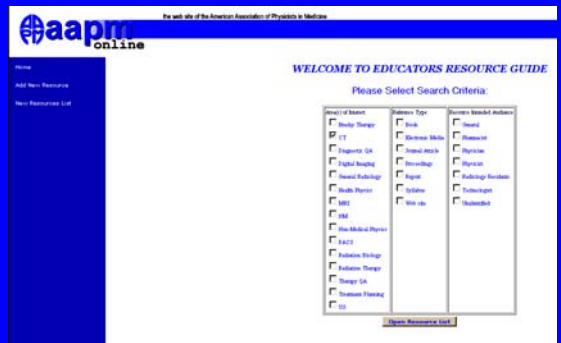 the web site of the American Association of Physicists in Medicine
aapm
online
Home
Add New Resource
New Resources List
WELCOME TO EDUCATORS RESOURCE GUIDE
Please Select Search Criteria:
Area(s) of Interest Reference Type Resource Intended Audience
Brachy Therapy Book General
CT Electronic Media Pharmacist
Diagnostic QA Journal Article Physician
Digital Imaging Proceedings Physicist
General Radiology Report Radiology Residents
Health Physics Syllabus Technologist
MRI Web site Unidentified
NM
Non-Medical Physics
PACS
Radiation Biology
Radiation Therapy
Therapy QA
Treatment Planning
US
Open Resource List